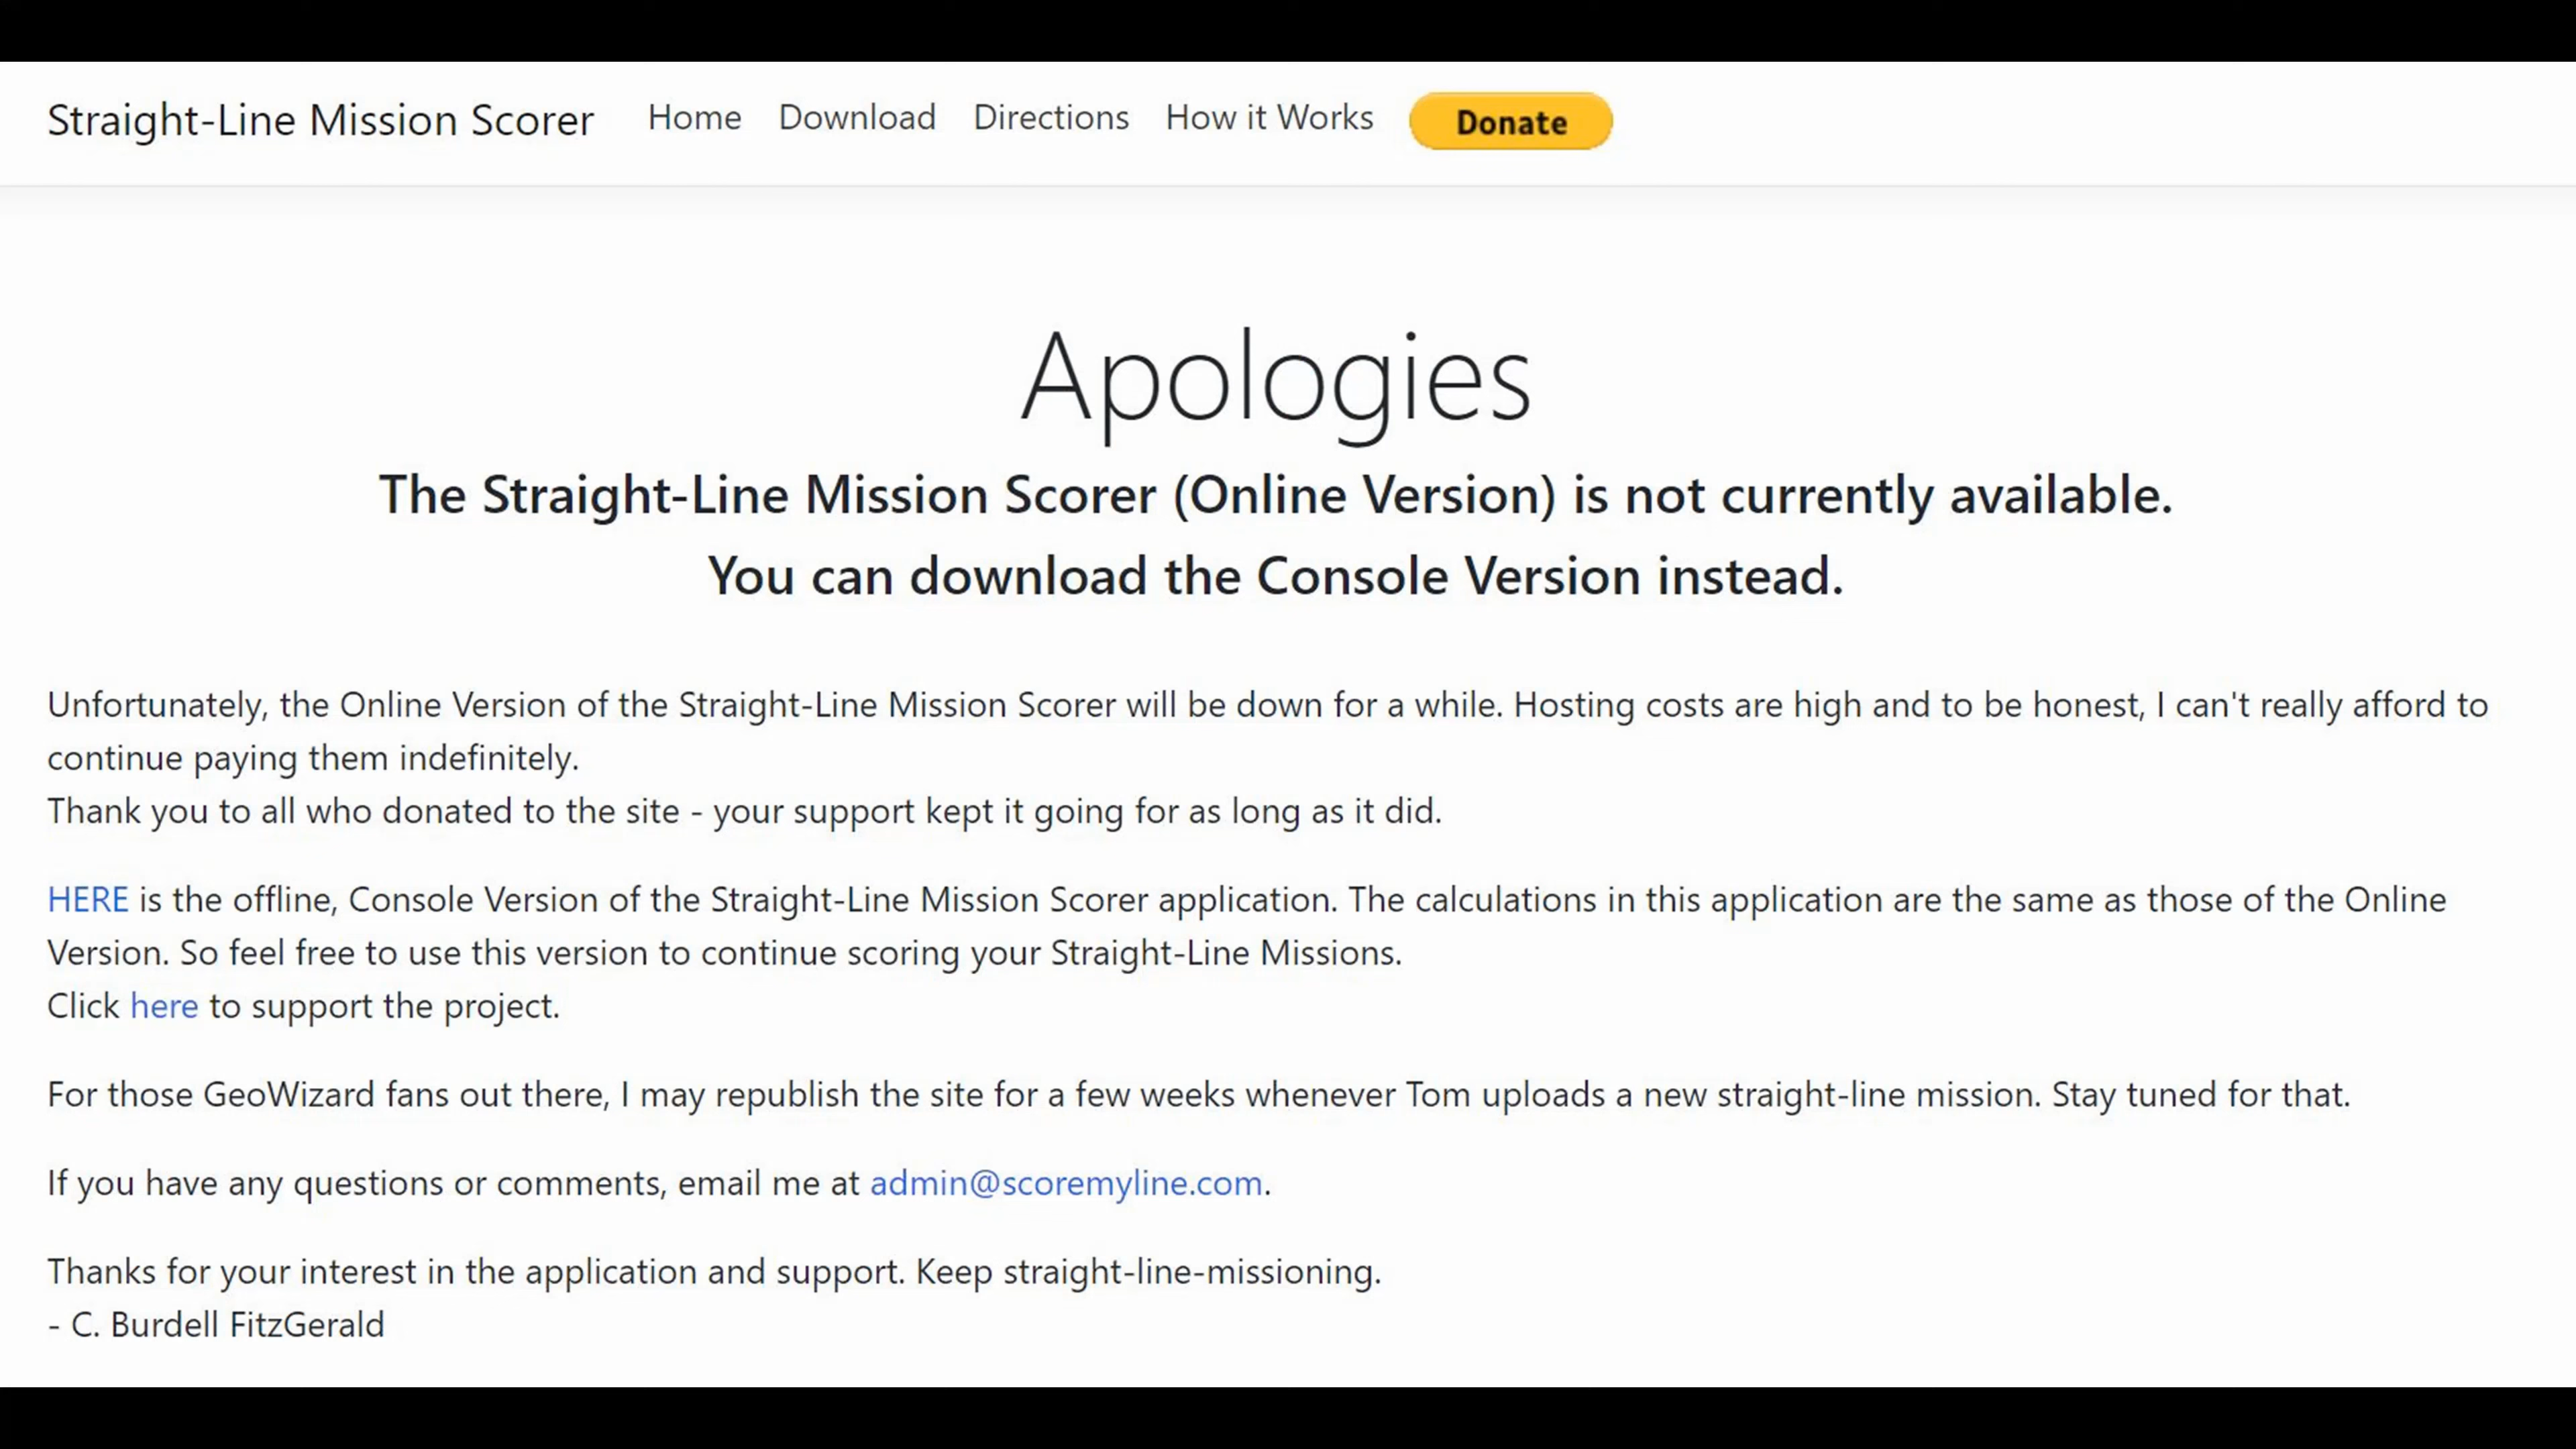 Straight-Line Mission Scorer Home Download Directions How it Works Donate
Apologies
The Straight-Line Mission Scorer (Online Version) is not currently available.
You can download the Console Version instead.
Unfortunately, the Online Version of the Straight-Line Mission Scorer will be down for a while. Hosting costs are high and to be honest, I can't really afford to
continue paying them indefinitely.
Thank you to all who donated to the site - your support kept it going for as long as it did.
HERE is the offline, Console Version of the Straight-Line Mission Scorer application. The calculations in this application are the same as those of the Online
Version. So feel free to use this version to continue scoring your Straight-Line Missions.
Click here to support the project.
For those GeoWizard fans out there, I may republish the site for a few weeks whenever Tom uploads a new straight-line mission. Stay tuned for that.
If you have any questions or comments, email me at admin@scoremyline.com.
Thanks for your interest in the application and support. Keep straight-line-missioning.
- C. Burdell FitzGerald